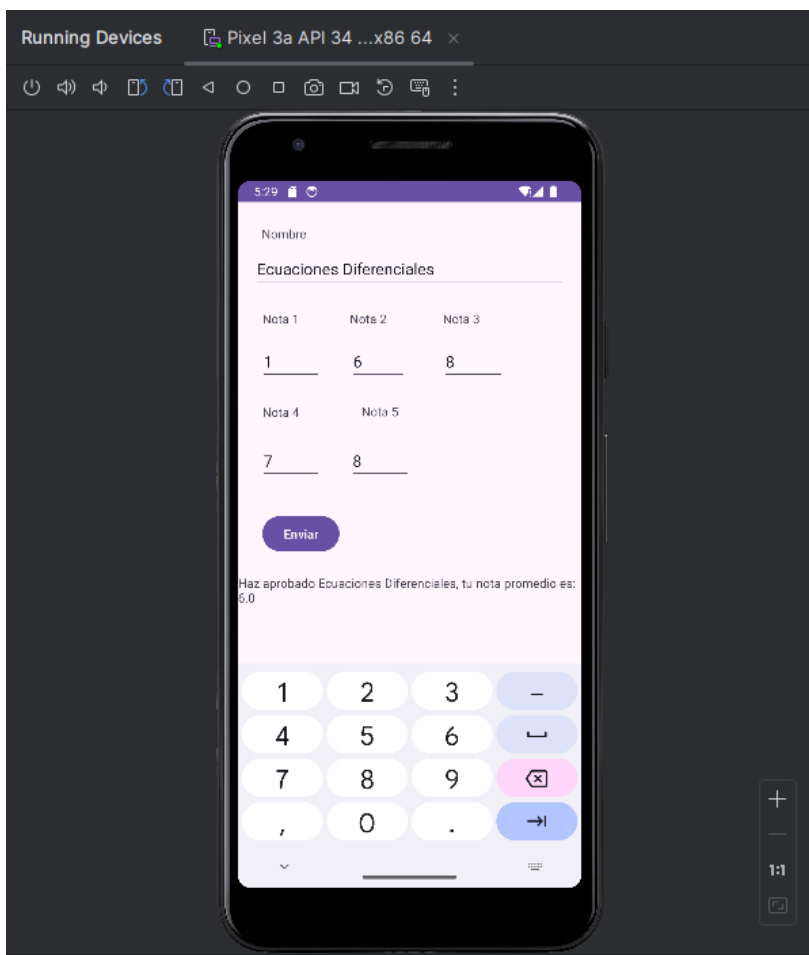 Running Devices Pixel 3a API 34 ...x86 64
5:29
Nombre
Ecuaciones Diferenciales
Nota 1 Nota 2 Nota 3
1 6 8
Nota 4 Nota 5
7 8
Enviar
Haz aprobado Ecuaciones Diferenciales, tu nota promedio es:
6.0
1 2 3 –
4 5 6
7 8 9
, 0 .
1:1